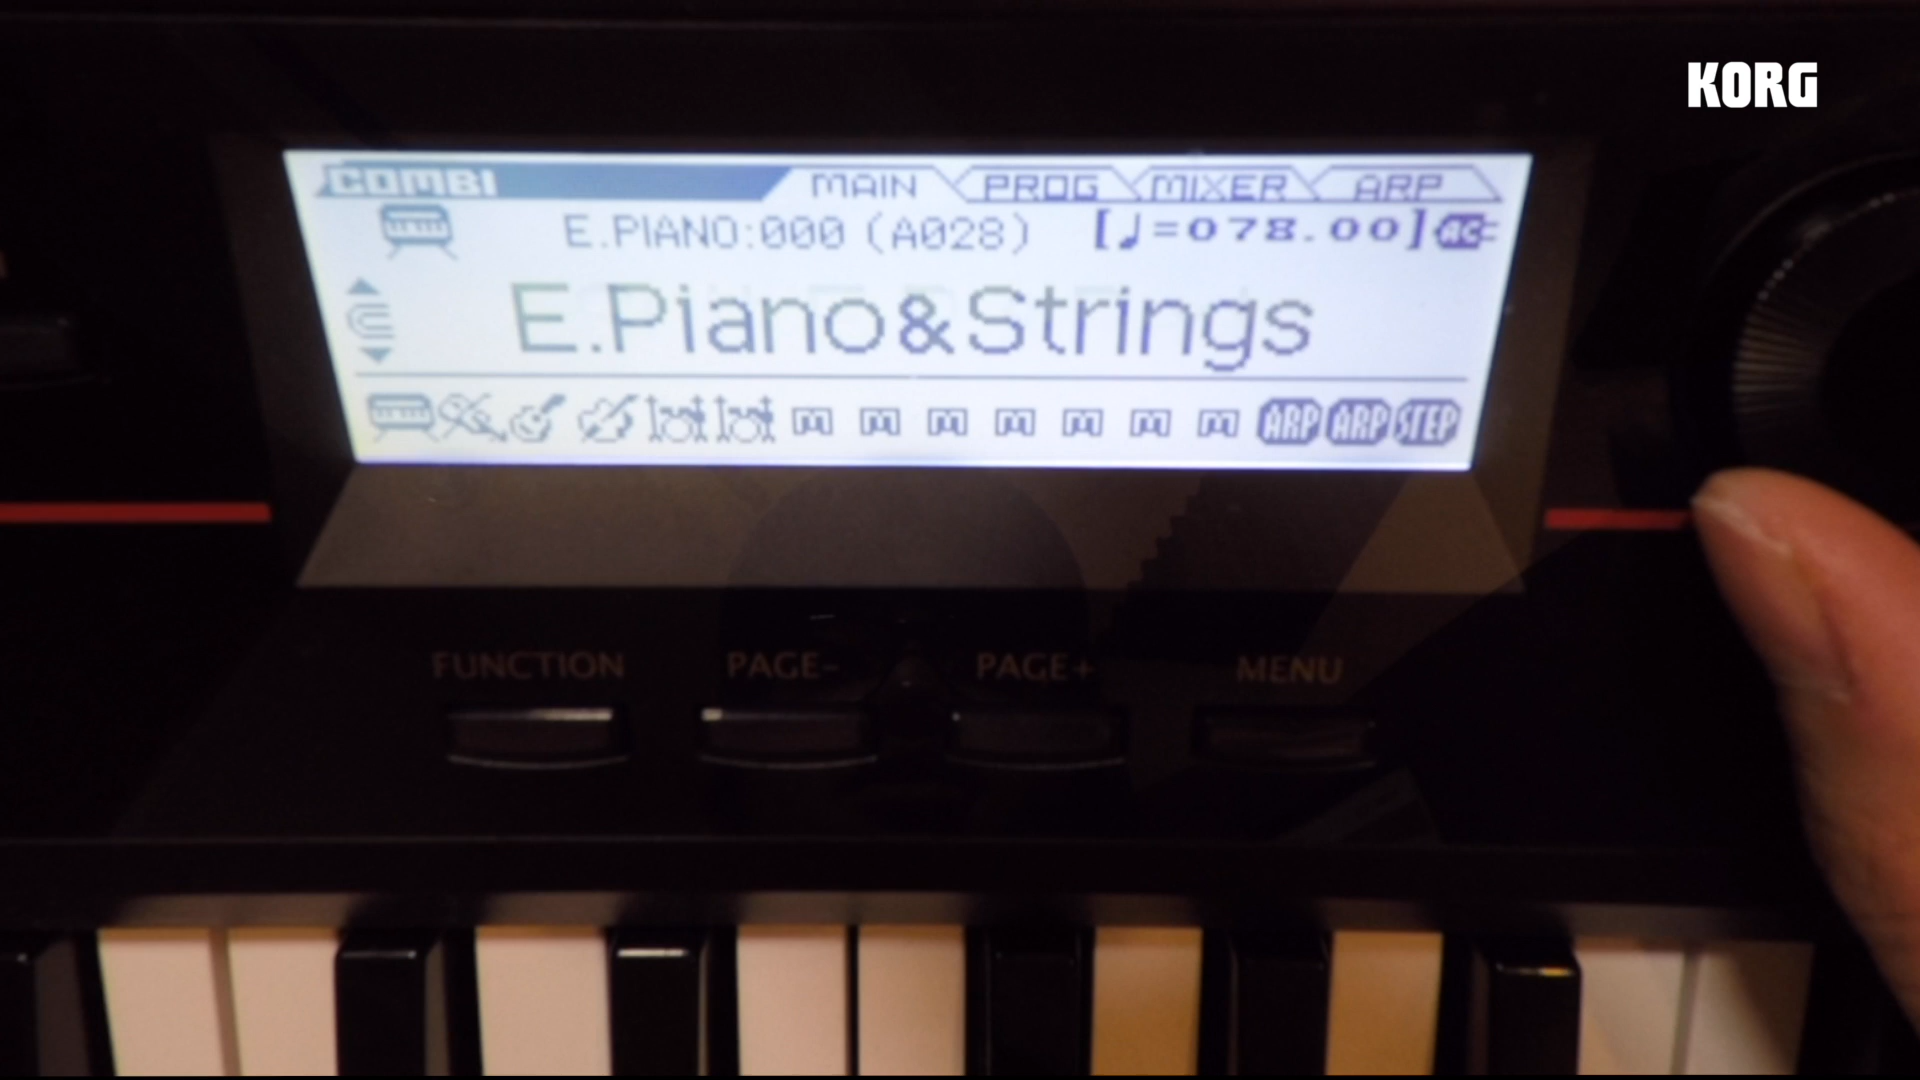 KORG
COMBI MAIN PROG MIXER ARP
E.PIANO:000 (A028) [♩=078.00] AC
E.Piano&Strings
M M M M M M M ARP ARP STEP
FUNCTION PAGE- PAGE+ MENU